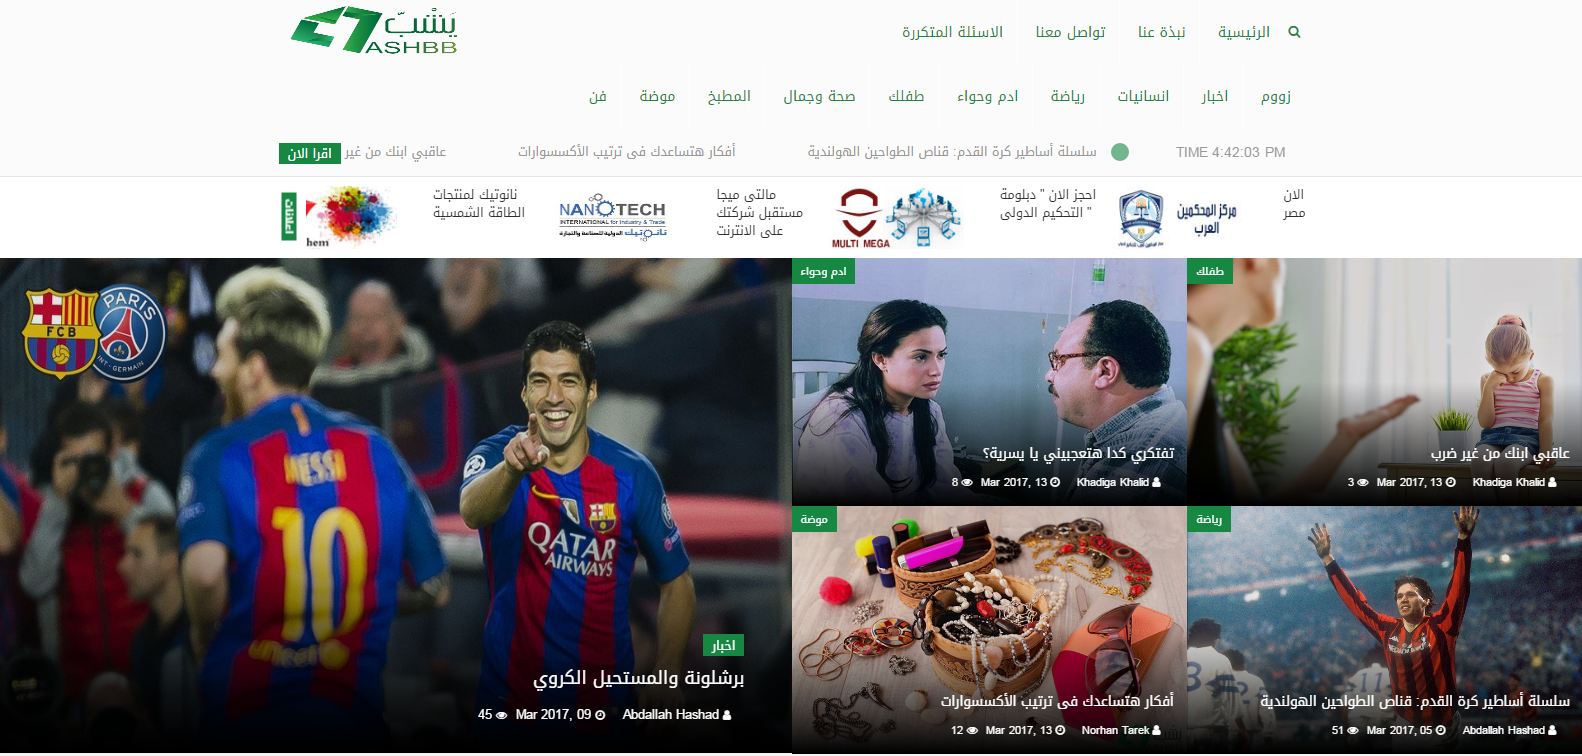 يَشْبّ
ASHBB
الرئيسية
نبذة عنا
تواصل معنا
الاسئلة المتكررة
زووم
اخبار
انسانيات
رياضة
ادم وحواء
طفلك
صحة وجمال
المطبخ
موضة
فن
TIME 4:42:03 PM
سلسلة أساطير كرة القدم: قناص الطواحين الهولندية
أفكار هتساعدك فى ترتيب الأكسسوارات
عاقبي ابنك من غير
اقرا الان
الان
مصر
مركز المحكمين
العرب
احجز الان " دبلومة
التحكيم الدولى "
MULTI MEGA
مالتى ميجا
مستقبل شركتك
على الانترنت
NANOTECH
INTERNATIONAL for Industry & Trade
نانوتيك الدولية للصناعة والتجارة
نانوتيك لمنتجات
الطاقة الشمسية
hem
اعلانات
طفلك
عاقبي ابنك من غير ضرب
Khadiga Khalid
Mar 2017, 13
3
ادم وحواء
تفتكري كدا هتعجبيني يا يسرية؟
Khadiga Khalid
Mar 2017, 13
8
FCB
PARIS
INT-GERMAIN
MESSI
10
QATAR
AIRWAYS
اخبار
برشلونة والمستحيل الكروي
Abdallah Hashad
Mar 2017, 09
45
رياضة
11
8
سلسلة أساطير كرة القدم: قناص الطواحين الهولندية
Abdallah Hashad
Mar 2017, 05
51
موضة
أفكار هتساعدك فى ترتيب الأكسسوارات
Norhan Tarek
Mar 2017, 13
12